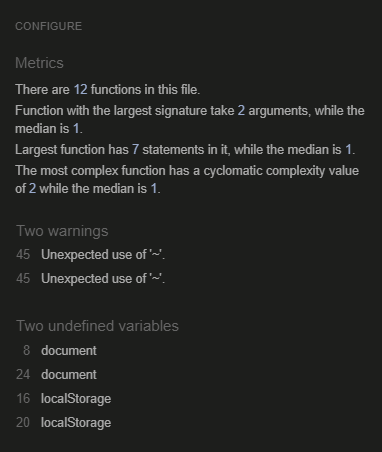 CONFIGURE
Metrics
There are 12 functions in this file.
Function with the largest signature take 2 arguments, while the
median is 1.
Largest function has 7 statements in it, while the median is 1.
The most complex function has a cyclomatic complexity value
of 2 while the median is 1.
Two warnings
45 Unexpected use of '~'.
45 Unexpected use of '~'.
Two undefined variables
8 document
24 document
16 localStorage
20 localStorage